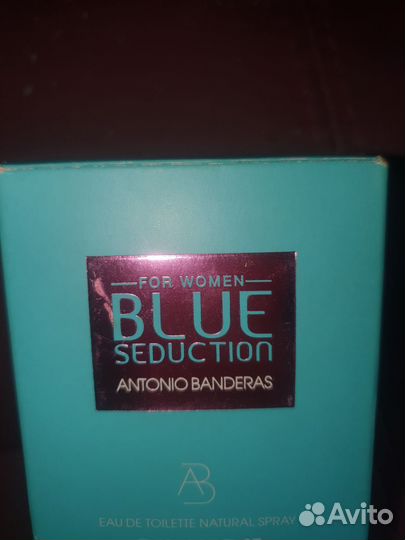 FOR WOMEN
BLUE
SEDUCTION
ANTONIO BANDERAS
AB
EAU DE TOILETTE NATURAL SPRAY
Avito